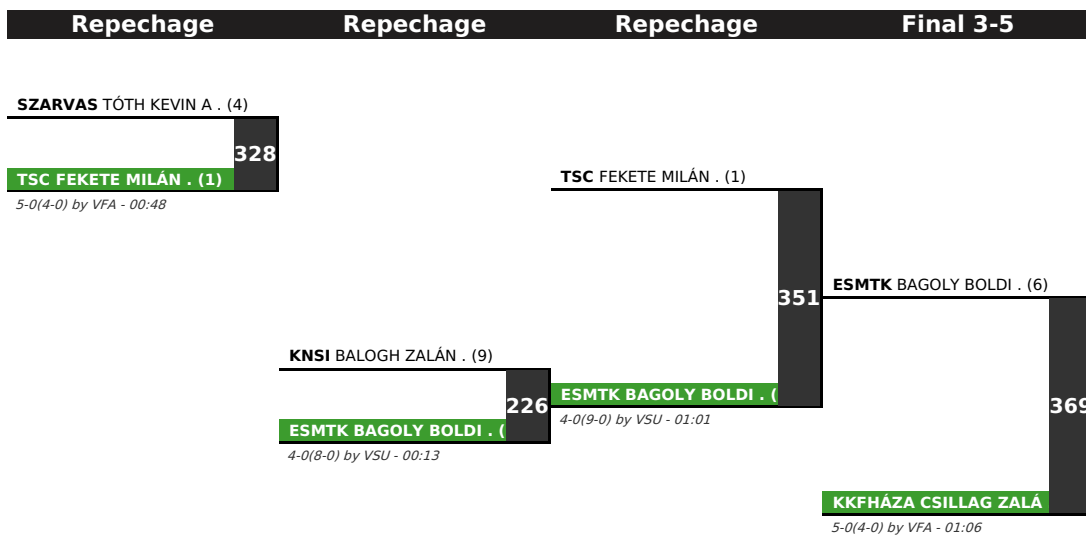 Repechage Repechage Repechage Final 3-5
SZARVAS TÓTH KEVIN A . (4)
328
TSC FEKETE MILÁN . (1)
5-0(4-0) by VFA - 00:48
KNSI BALOGH ZALÁN . (9)
226
ESMTK BAGOLY BOLDI . (
4-0(8-0) by VSU - 00:13
TSC FEKETE MILÁN . (1)
351
ESMTK BAGOLY BOLDI . (
4-0(9-0) by VSU - 01:01
ESMTK BAGOLY BOLDI . (6)
369
KKFHÁZA CSILLAG ZALÁ
5-0(4-0) by VFA - 01:06